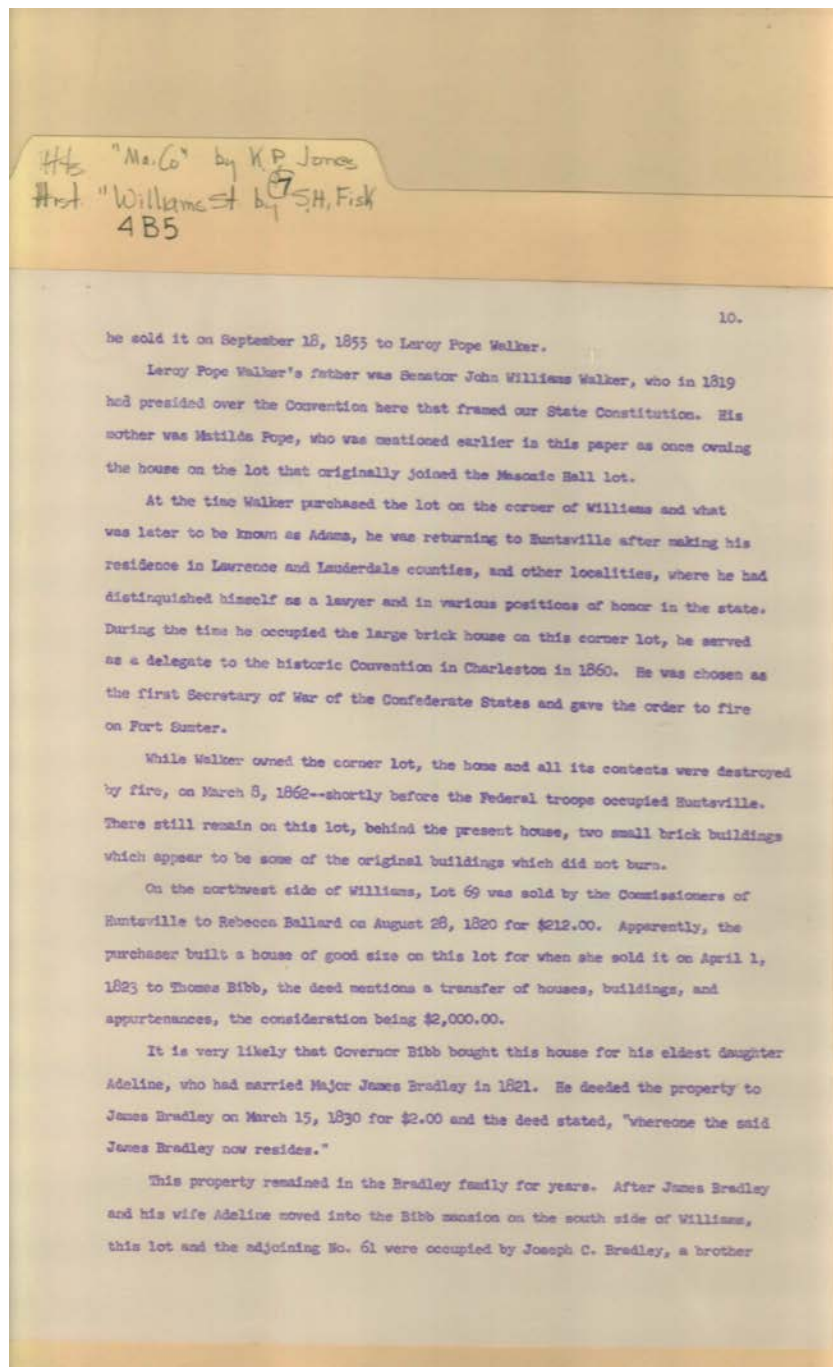 Hts "Ma.Co" by K.P. Jones
Hist "Williams St by S.H. Fisk
7
4B5
10.
he sold it on September 18, 1855 to Leroy Pope Walker.
Leroy Pope Walker's father was Senator John Williams Walker, who in 1819
had presided over the Convention here that framed our State Constitution. His
mother was Matilda Pope, who was mentioned earlier in this paper as once owning
the house on the lot that originally joined the Masonic Hall lot.
At the time Walker purchased the lot on the corner of Williams and what
was later to be known as Adams, he was returning to Huntsville after making his
residence in Lawrence and Lauderdale counties, and other localities, where he had
distinquished himself as a lawyer and in various positions of honor in the state.
During the time he occupied the large brick house on this corner lot, he served
as a delegate to the historic Convention in Charleston in 1860. He was chosen as
the first Secretary of War of the Confederate States and gave the order to fire
on Fort Sumter.
While Walker owned the corner lot, the home and all its contents were destroyed
by fire, on March 8, 1862--shortly before the Federal troops occupied Huntsville.
There still remain on this lot, behind the present house, two small brick buildings
which appear to be some of the original buildings which did not burn.
On the northwest side of Williams, Lot 69 was sold by the Commissioners of
Huntsville to Rebecca Ballard on August 28, 1820 for $212.00. Apparently, the
purchaser built a house of good size on this lot for when she sold it on April 1,
1823 to Thomas Bibb, the deed mentions a transfer of houses, buildings, and
appurtenances, the consideration being $2,000.00.
It is very likely that Governor Bibb bought this house for his eldest daughter
Adeline, who had married Major James Bradley in 1821. He deeded the property to
James Bradley on March 15, 1830 for $2.00 and the deed stated, "whereone the said
James Bradley now resides."
This property remained in the Bradley family for years. After James Bradley
and his wife Adeline moved into the Bibb mansion on the south side of Williams,
this lot and the adjoining No. 61 were occupied by Joseph C. Bradley, a brother